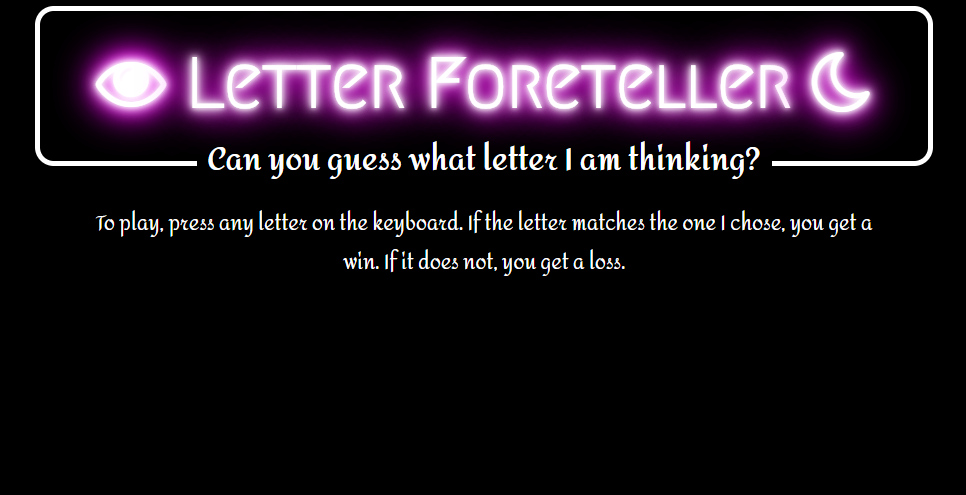 Letter Foreteller
Can you guess what letter I am thinking?
To play, press any letter on the keyboard. If the letter matches the one I chose, you get a
win. If it does not, you get a loss.